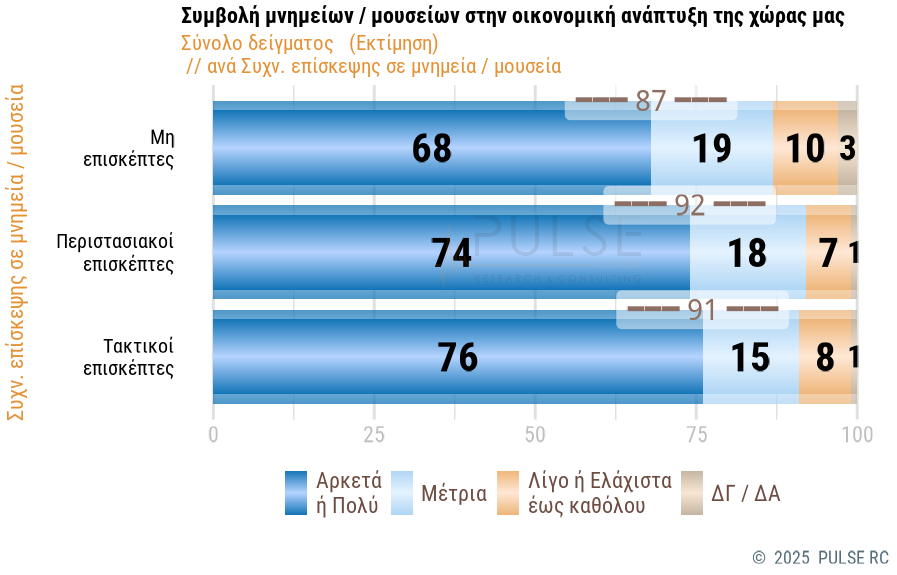 Συμβολή μνημείων / μουσείων στην οικονομική ανάπτυξη της χώρας μας
Σύνολο δείγματος (Εκτίμηση)
// ανά Συχν. επίσκεψης σε μνημεία / μουσεία
Συχν. επίσκεψης σε μνημεία / μουσεία
87
Μη
επισκέπτες
68 19 10 3
92
Περιστασιακοί
επισκέπτες
74 18 7 1
PULSE
RESEARCH & CONSULTING
91
Τακτικοί
επισκέπτες
76 15 8 1
0 25 50 75 100
Αρκετά
ή Πολύ
Μέτρια
Λίγο ή Ελάχιστα
έως καθόλου
ΔΓ / ΔΑ
© 2025 PULSE RC